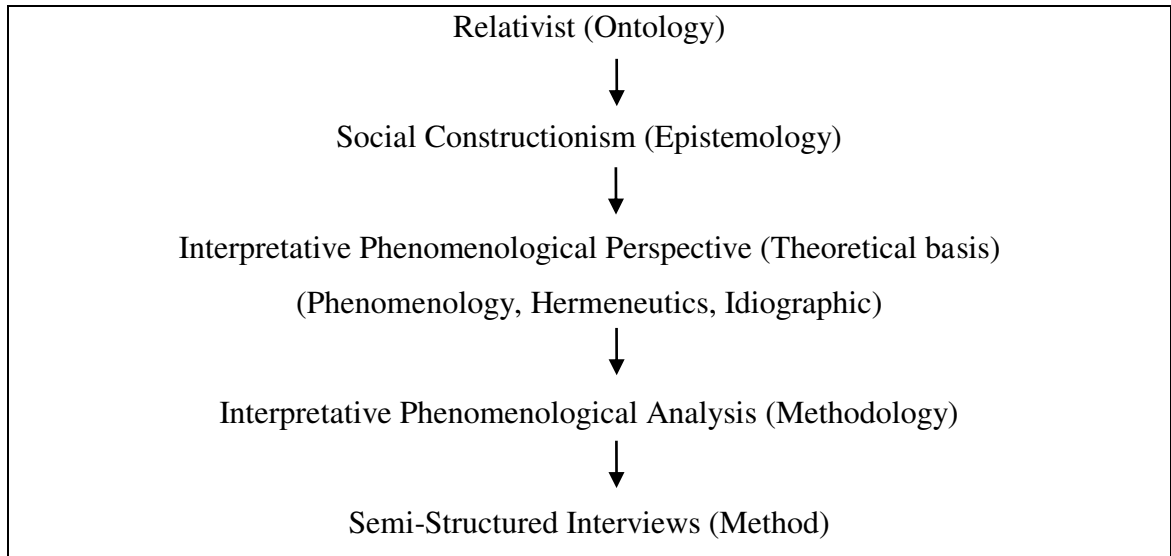 Relativist (Ontology)
Social Constructionism (Epistemology)
Interpretative Phenomenological Perspective (Theoretical basis)
(Phenomenology, Hermeneutics, Idiographic)
Interpretative Phenomenological Analysis (Methodology)
Semi-Structured Interviews (Method)